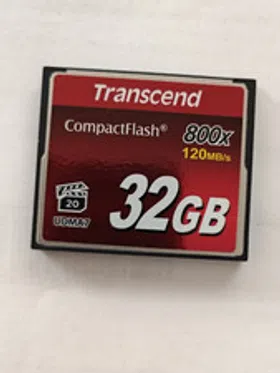 Transcend
CompactFlash®
800x
120MB/s
20
UDMA7
32GB